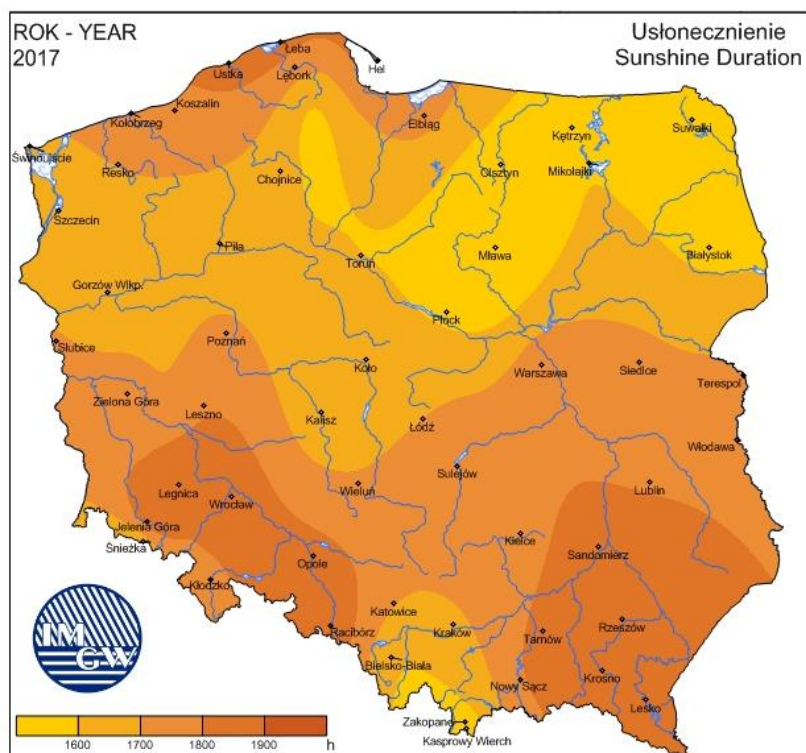 ROK - YEAR
2017
Usłonecznienie
Sunshine Duration
Łeba
Ustka
Lębork
Hel
Koszalin
Kołobrzeg
Elbląg
Kętrzyn
Suwałki
Świnoujście
Resko
Chojnice
Olsztyn
Mikołajki
Szczecin
Piła
Toruń
Mława
Białystok
Gorzów Wlkp.
Płock
Słubice
Poznań
Koło
Warszawa
Siedlce
Terespol
Zielona Góra
Leszno
Kalisz
Łódź
Włodawa
Sulejów
Legnica
Wrocław
Wieluń
Lublin
Jelenia Góra
Śnieżka
Kielce
Sandomierz
Opole
Kłodzko
Katowice
Kraków
Racibórz
Tarnów
Rzeszów
Bielsko-Biała
Nowy Sącz
Krosno
Lesko
Zakopane
Kasprowy Wierch
IM
GW
1600 1700 1800 1900 h